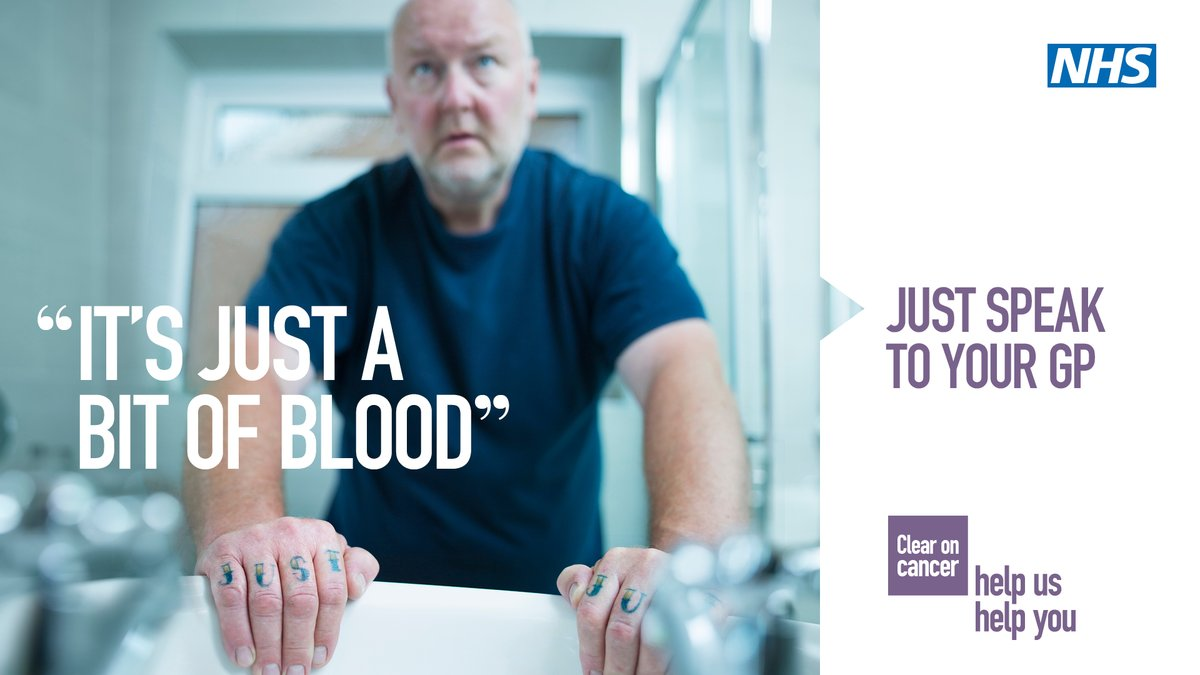 “IT’S JUST A
BIT OF BLOOD”
NHS
JUST SPEAK
TO YOUR GP
JUST
JU
Clear on
cancer
help us
help you